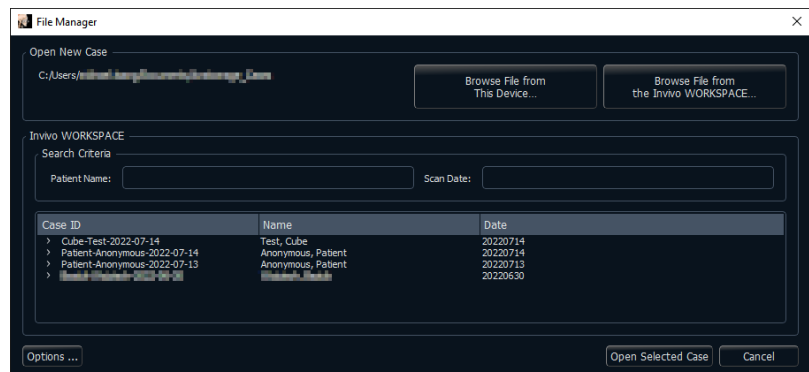 File Manager
Open New Case
C:/Users/
Browse File from
This Device...
Browse File from
the Invivo WORKSPACE...
Invivo WORKSPACE
Search Criteria
Patient Name:
Scan Date:
Case ID Name Date
Cube-Test-2022-07-14 Test, Cube 20220714
Patient-Anonymous-2022-07-14 Anonymous, Patient 20220714
Patient-Anonymous-2022-07-13 Anonymous, Patient 20220713
20220630
Options ...
Open Selected Case
Cancel